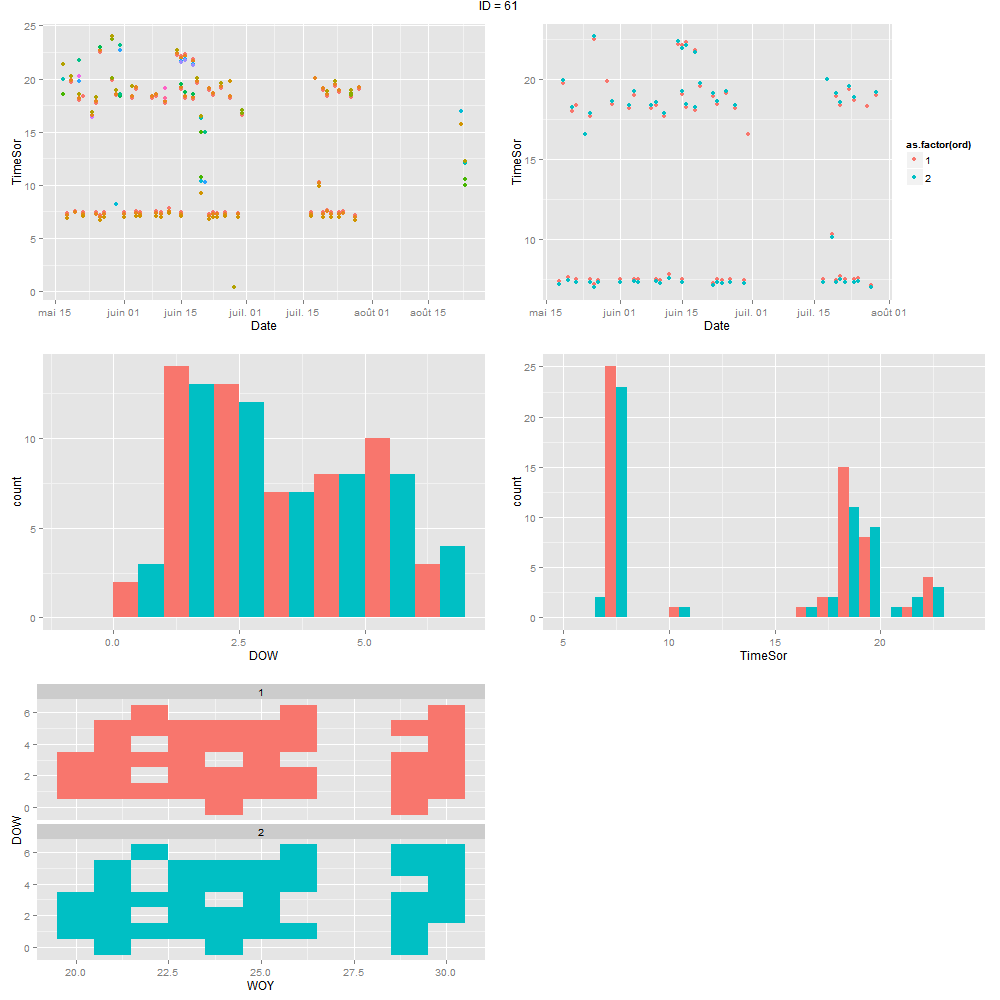 ID = 61
25
20
15
10
5
0
TimeSor
mai 15
juin 01
juin 15
juil. 01
juil. 15
août 01
août 15
Date
20
15
10
TimeSor
mai 15
juin 01
juin 15
juil. 01
juil. 15
août 01
Date
as.factor(ord)
1
2
10
5
0
count
0.0
2.5
5.0
DOW
25
20
15
10
5
0
count
5
10
15
20
TimeSor
1
6
4
2
0
2
6
4
2
0
DOW
20.0
22.5
25.0
27.5
30.0
WOY